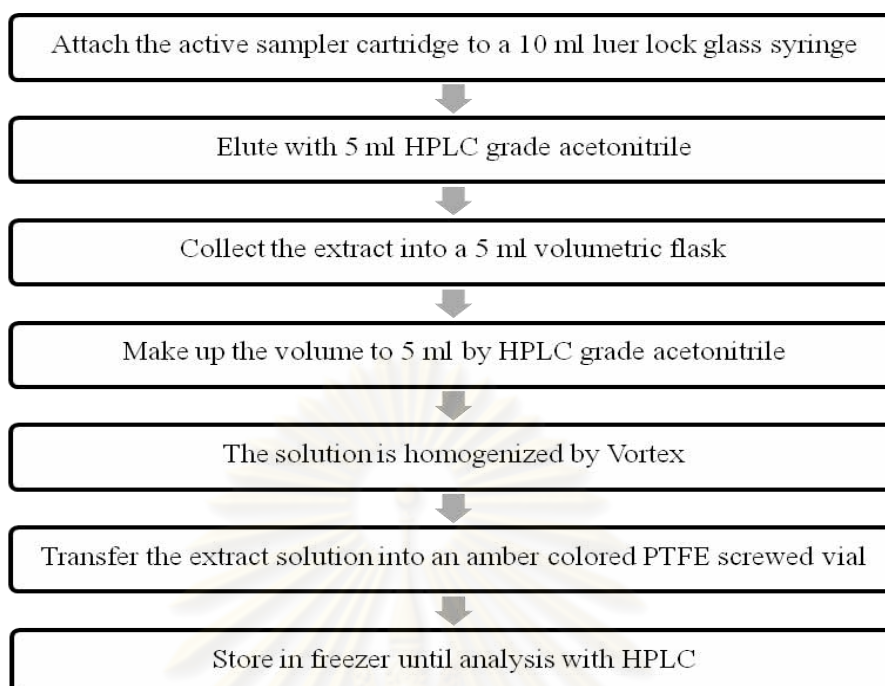 Attach the active sampler cartridge to a 10 ml luer lock glass syringe
Elute with 5 ml HPLC grade acetonitrile
Collect the extract into a 5 ml volumetric flask
Make up the volume to 5 ml by HPLC grade acetonitrile
The solution is homogenized by Vortex
Transfer the extract solution into an amber colored PTFE screwed vial
Store in freezer until analysis with HPLC